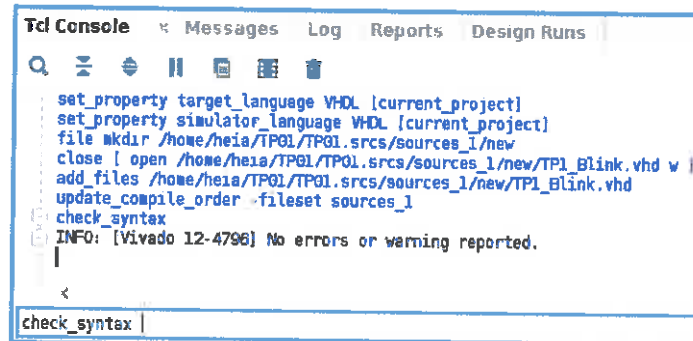 Tcl Console × Messages Log Reports Design Runs
set_property target_language VHDL [current_project]
set_property simulator_language VHDL [current_project]
file mkdir /home/heia/TP01/TP01.srcs/sources_1/new
close [ open /home/heia/TP01/TP01.srcs/sources_1/new/TP1_Blink.vhd w ]
add_files /home/heia/TP01/TP01.srcs/sources_1/new/TP1_Blink.vhd
update_compile_order -fileset sources_1
check_syntax
INFO: [Vivado 12-4796] No errors or warning reported.
check_syntax